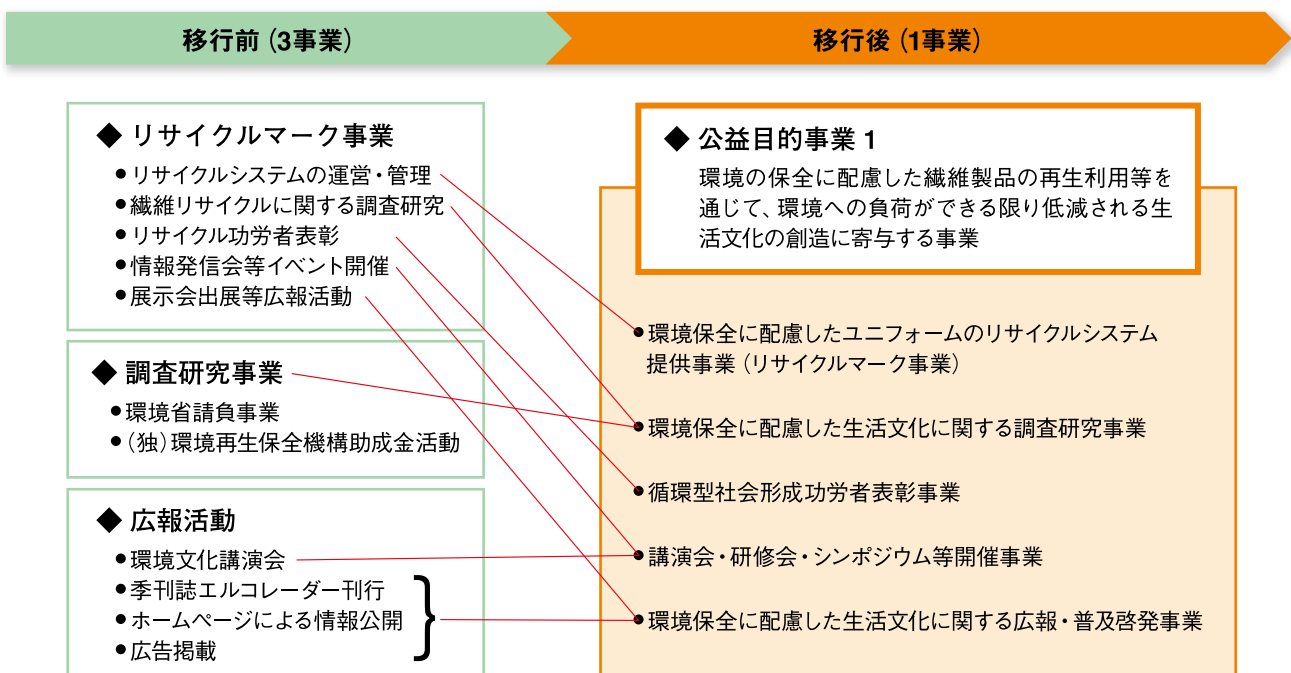 移行前（3事業）
移行後（1事業）
◆ リサイクルマーク事業
●リサイクルシステムの運営・管理
●繊維リサイクルに関する調査研究
●リサイクル功労者表彰
●情報発信会等イベント開催
●展示会出展等広報活動
◆ 調査研究事業
●環境省請負事業
●（独）環境再生保全機構助成金活動
◆ 広報活動
●環境文化講演会
●季刊誌エルコレーダー刊行
●ホームページによる情報公開
●広告掲載
◆ 公益目的事業 1
環境の保全に配慮した繊維製品の再生利用等を
通じて、環境への負荷ができる限り低減される生
活文化の創造に寄与する事業
●環境保全に配慮したユニフォームのリサイクルシステム
提供事業（リサイクルマーク事業）
●環境保全に配慮した生活文化に関する調査研究事業
●循環型社会形成功労者表彰事業
●講演会・研修会・シンポジウム等開催事業
●環境保全に配慮した生活文化に関する広報・普及啓発事業